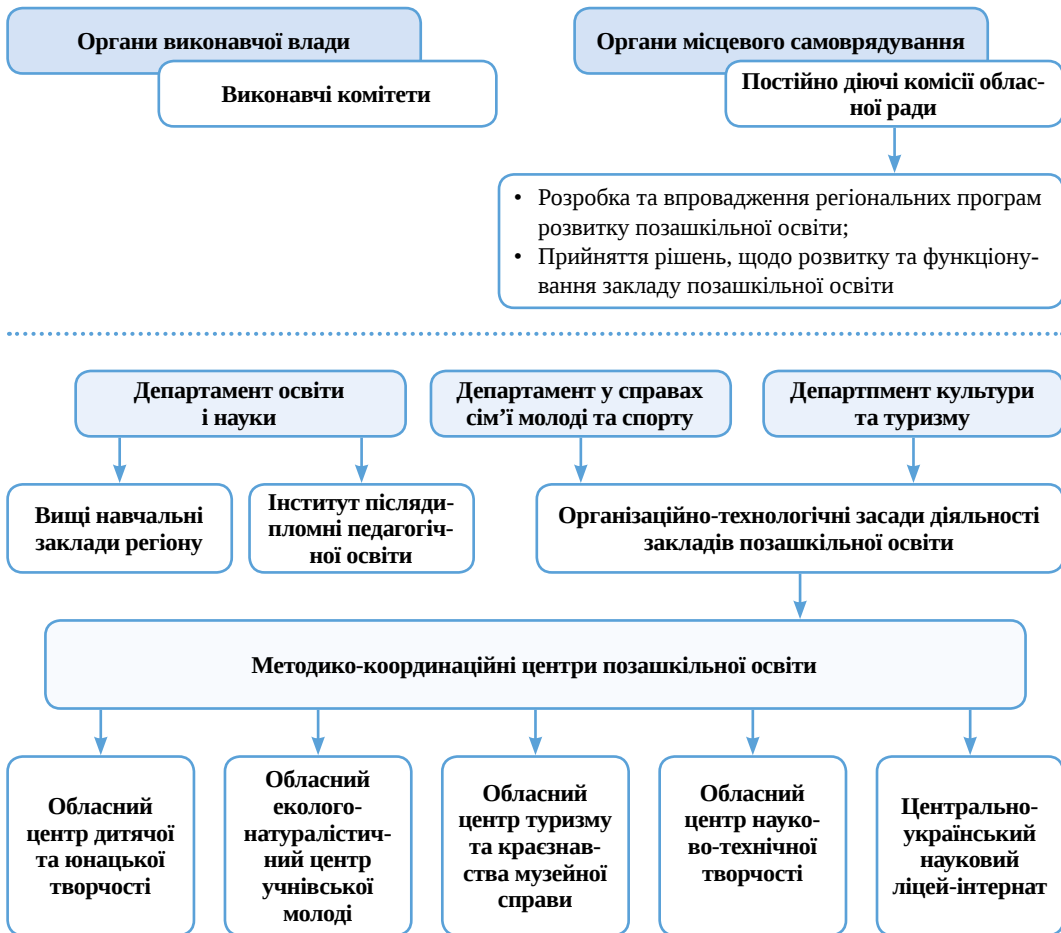 Органи виконавчої влади
Виконавчі комітети
Органи місцевого самоврядування
Постійно діючі комісії облас-
ної ради
• Розробка та впровадження регіональних програм
розвитку позашкільної освіти;
• Прийняття рішень, щодо розвитку та функціону-
вання закладу позашкільної освіти
Департамент освіти
і науки
Департамент у справах
сім’ї молоді та спорту
Департпмент культури
та туризму
Вищі навчальні
заклади регіону
Інститут післяди-
пломні педагогіч-
ної освіти
Організаційно-технологічні засади діяльності
закладів позашкільної освіти
Методико-координаційні центри позашкільної освіти
Обласний
центр дитячої
та юнацької
творчості
Обласний
еколого-
натуралістич-
ний центр
учнівської
молоді
Обласний
центр туризму
та краєзнав-
ства музейної
справи
Обласний
центр науко-
во-технічної
творчості
Центрально-
український
науковий
ліцей-інтернат